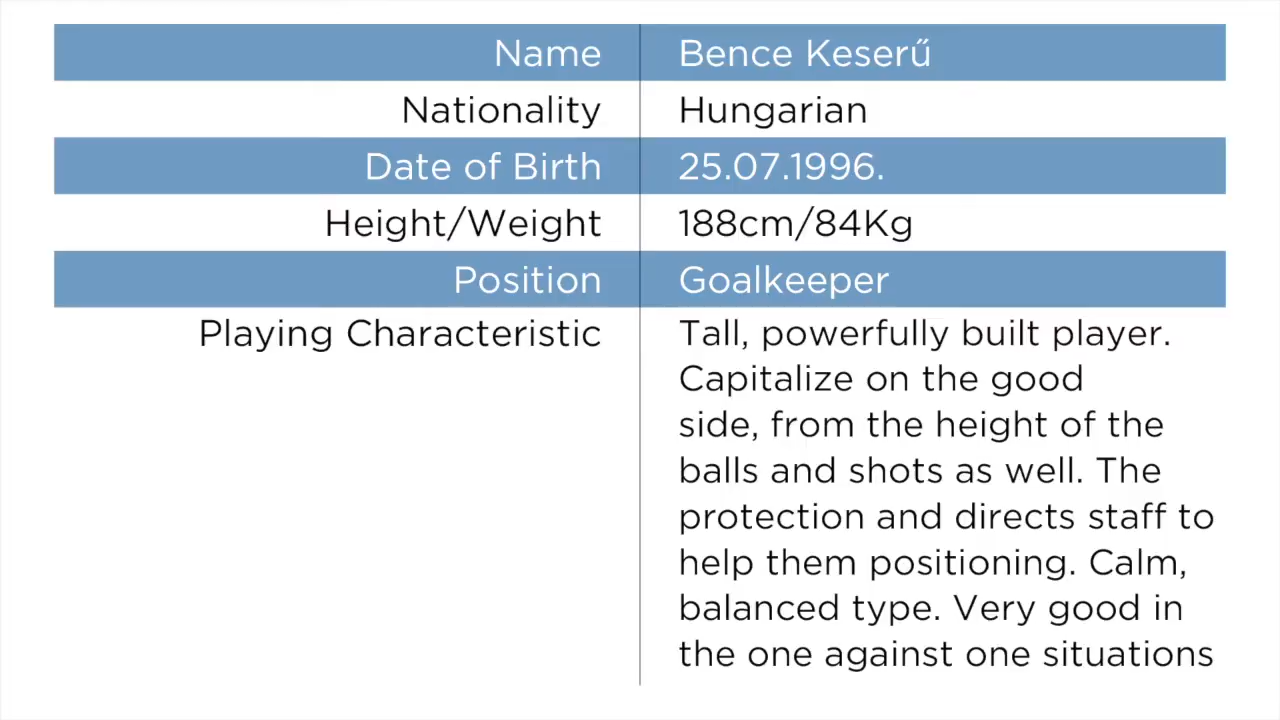 Name Bence Keserű
Nationality Hungarian
Date of Birth 25.07.1996.
Height/Weight 188cm/84Kg
Position Goalkeeper
Playing Characteristic Tall, powerfully built player.
Capitalize on the good
side, from the height of the
balls and shots as well. The
protection and directs staff to
help them positioning. Calm,
balanced type. Very good in
the one against one situations